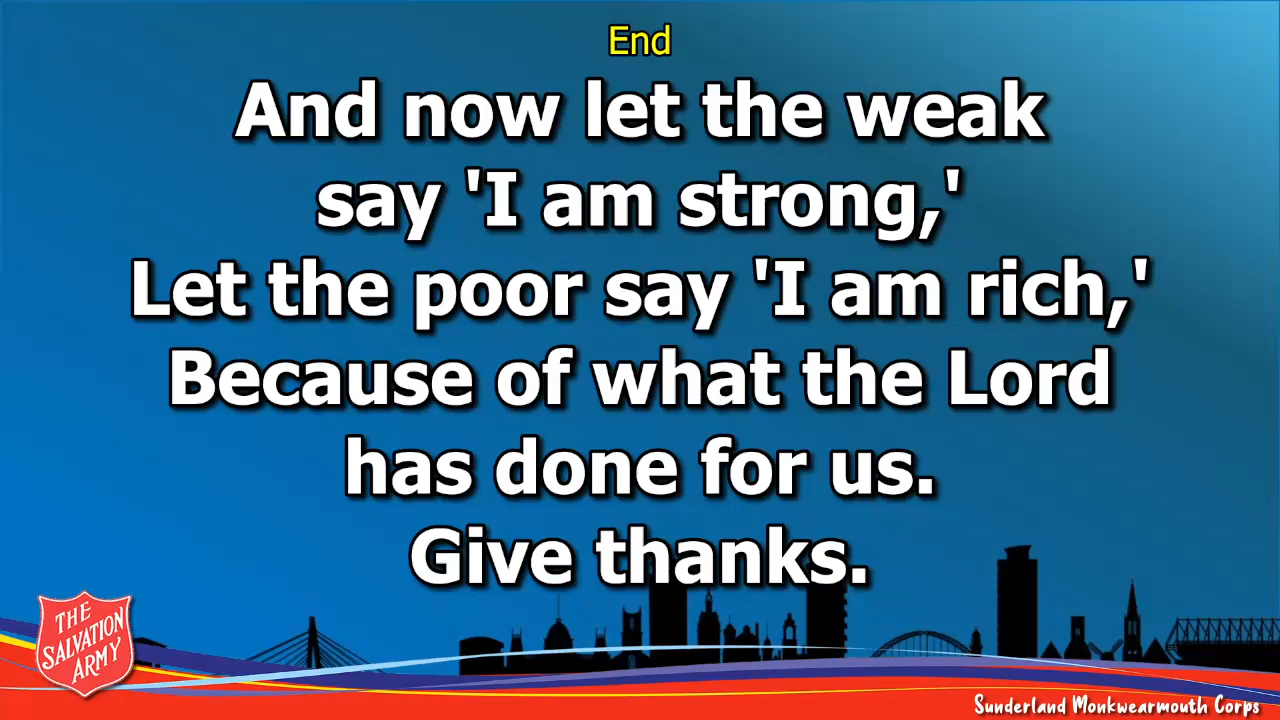 End
And now let the weak
say 'I am strong,'
Let the poor say 'I am rich,'
Because of what the Lord
has done for us.
Give thanks.
THE
SALVATION
ARMY
Sunderland Monkwearmouth Corps